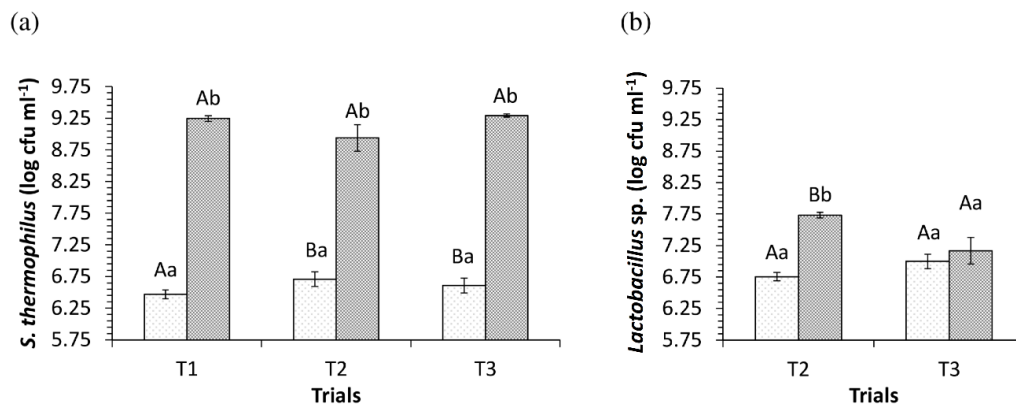 (a)
S. thermophilus (log cfu ml-1)
9.75
9.25
8.75
8.25
7.75
7.25
6.75
6.25
5.75
Aa
Ab
Ba
Ab
Ba
Ab
T1
T2
T3
Trials
(b)
Lactobacillus sp. (log cfu ml-1)
9.75
9.25
8.75
8.25
7.75
7.25
6.75
6.25
5.75
Aa
Bb
Aa
Aa
T2
T3
Trials